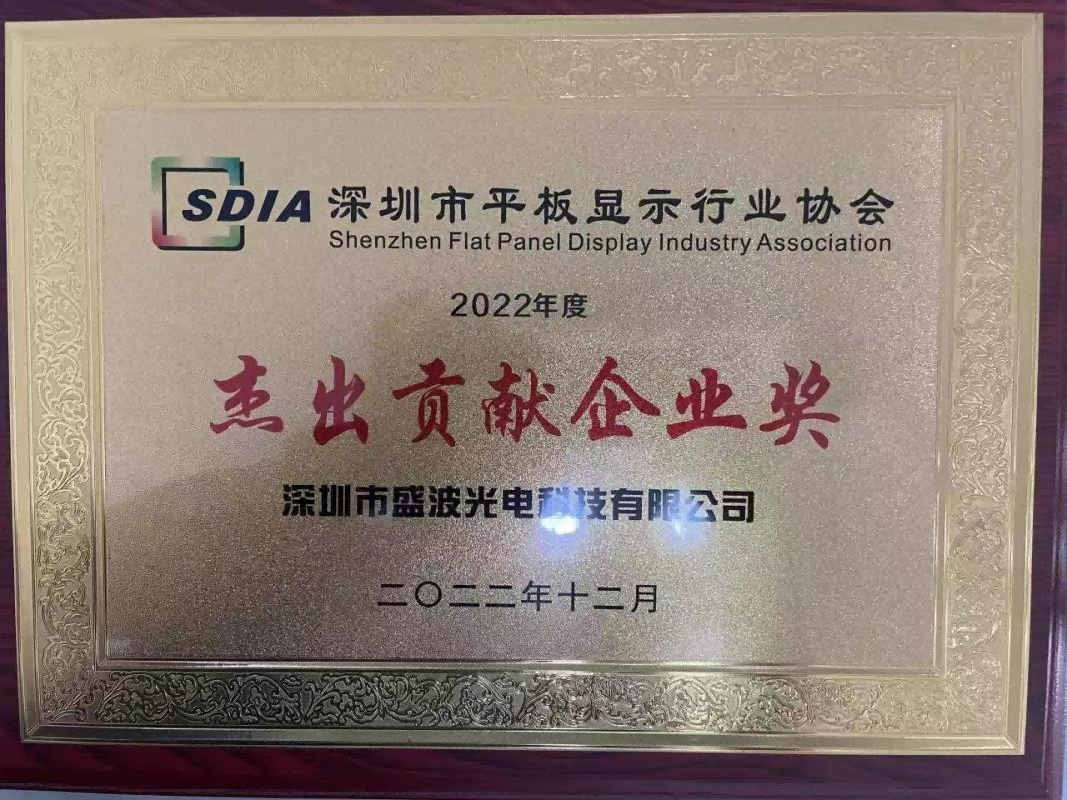 SDIA 深圳市平板显示行业协会
Shenzhen Flat Panel Display Industry Association
2022年度
杰出贡献企业奖
深圳市盛波光电科技有限公司
二〇二二年十二月